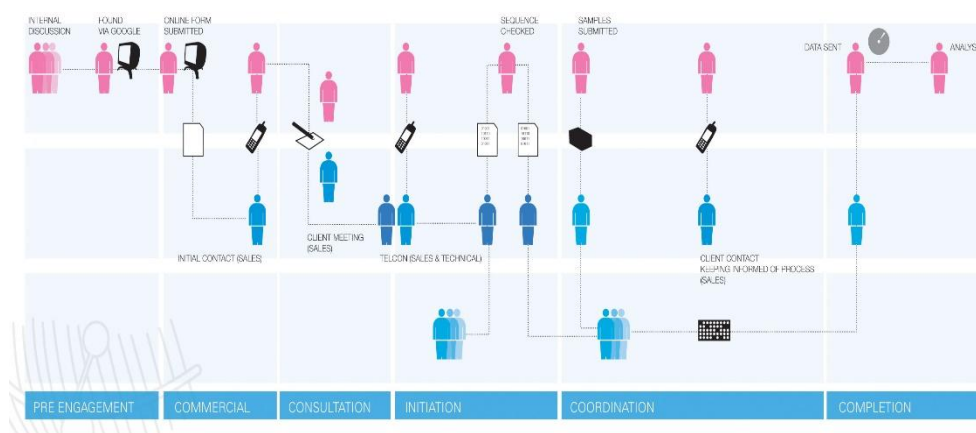 INTERNAL
DISCUSSION
FOUND
VIA GOOGLE
ONLINE FORM
SUBMITTED
SEQUENCE
CHECKED
SAMPLES
SUBMITTED
DATA SENT
ANALYS
INITIAL CONTACT (SALES)
CLIENT MEETING
(SALES)
TELCON (SALES & TECHNICAL)
CLIENT CONTACT
KEEPING INFORMED OF PROCESS
(SALES)
PRE ENGAGEMENT
COMMERCIAL
CONSULTATION
INITIATION
COORDINATION
COMPLETION